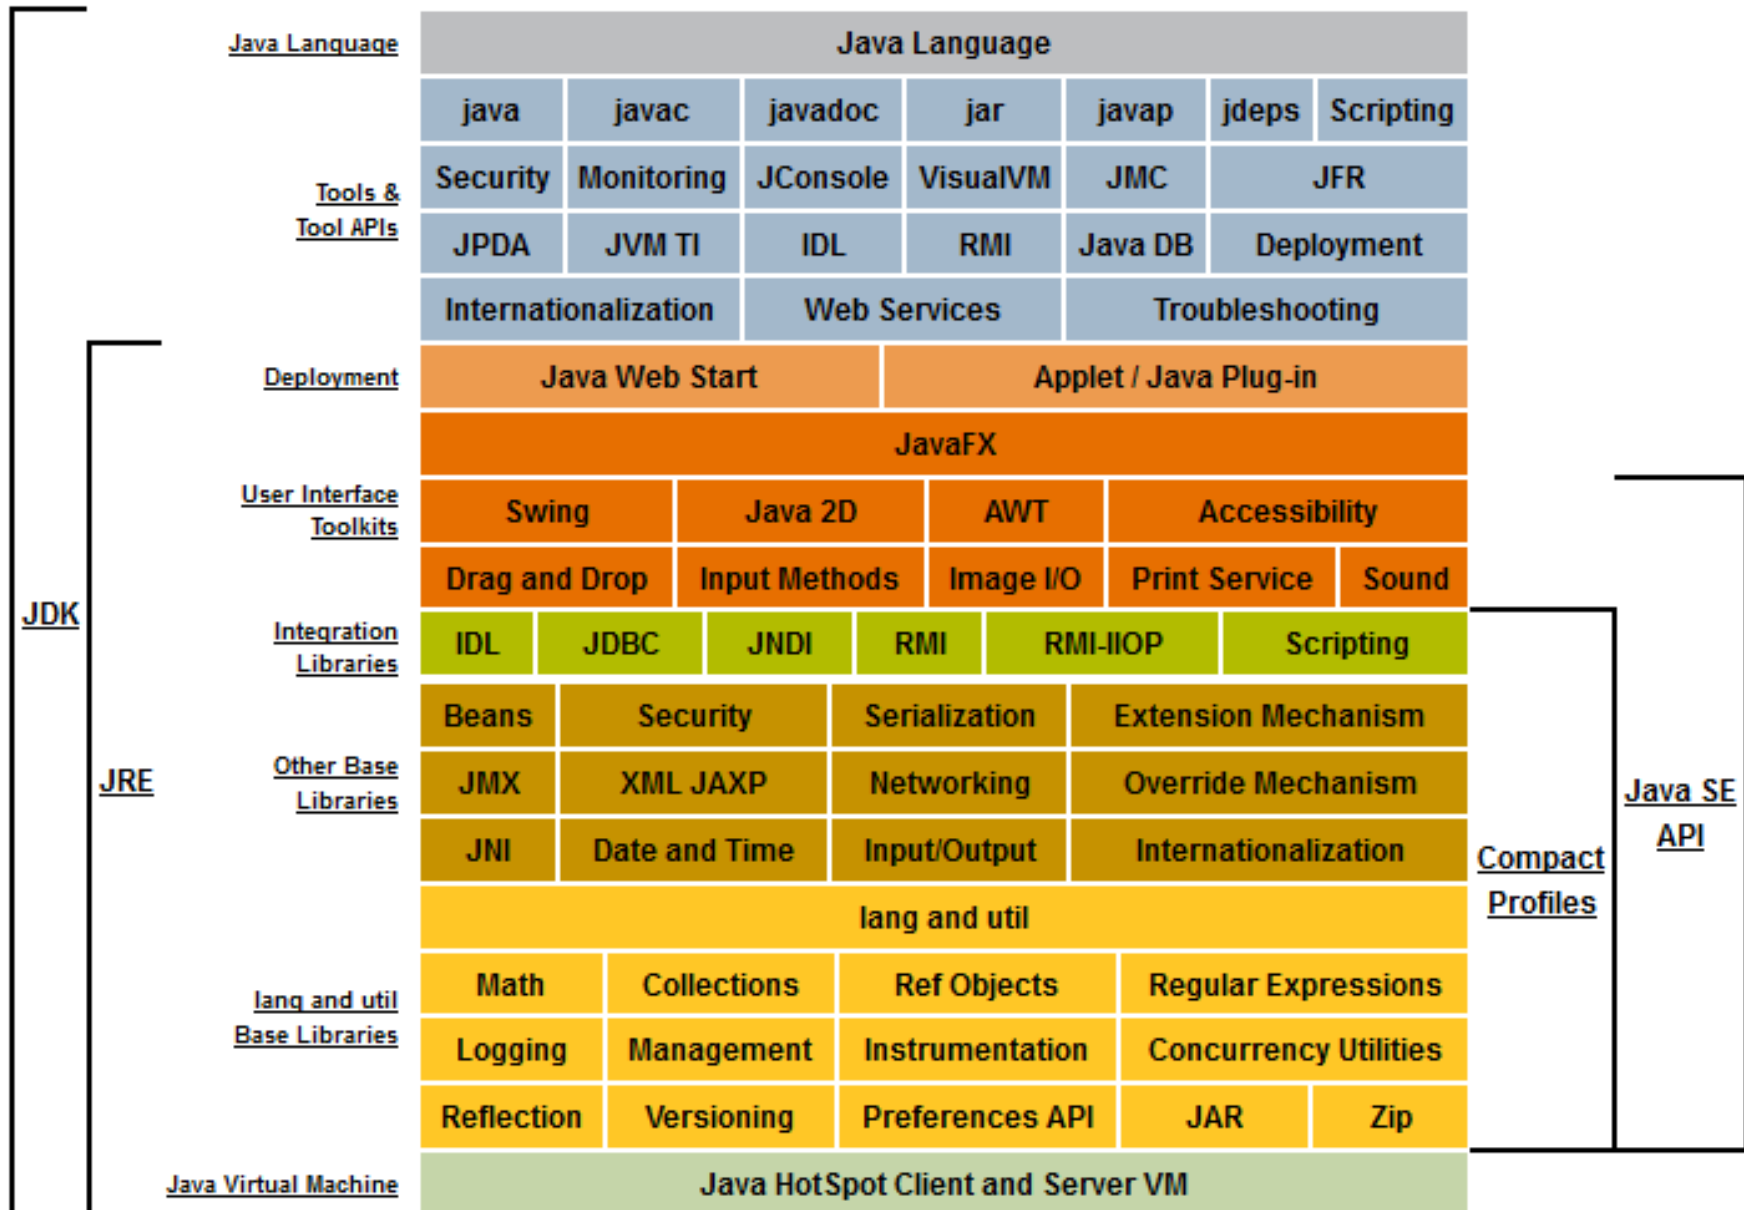 Java Language
Java Language
java javac javadoc jar javap jdeps Scripting
Tools &
Tool APIs
Security Monitoring JConsole VisualVM JMC JFR
JPDA JVM TI IDL RMI Java DB Deployment
Internationalization Web Services Troubleshooting
Deployment
Java Web Start Applet / Java Plug-in
JavaFX
User Interface
Toolkits
Swing Java 2D AWT Accessibility
Drag and Drop Input Methods Image I/O Print Service Sound
JDK
Integration
Libraries
IDL JDBC JNDI RMI RMI-IIOP Scripting
Beans Security Serialization Extension Mechanism
JRE
Other Base
Libraries
JMX XML JAXP Networking Override Mechanism
Java SE
API
JNI Date and Time Input/Output Internationalization
Compact
Profiles
lang and util
lang and util
Base Libraries
Math Collections Ref Objects Regular Expressions
Logging Management Instrumentation Concurrency Utilities
Reflection Versioning Preferences API JAR Zip
Java Virtual Machine
Java HotSpot Client and Server VM